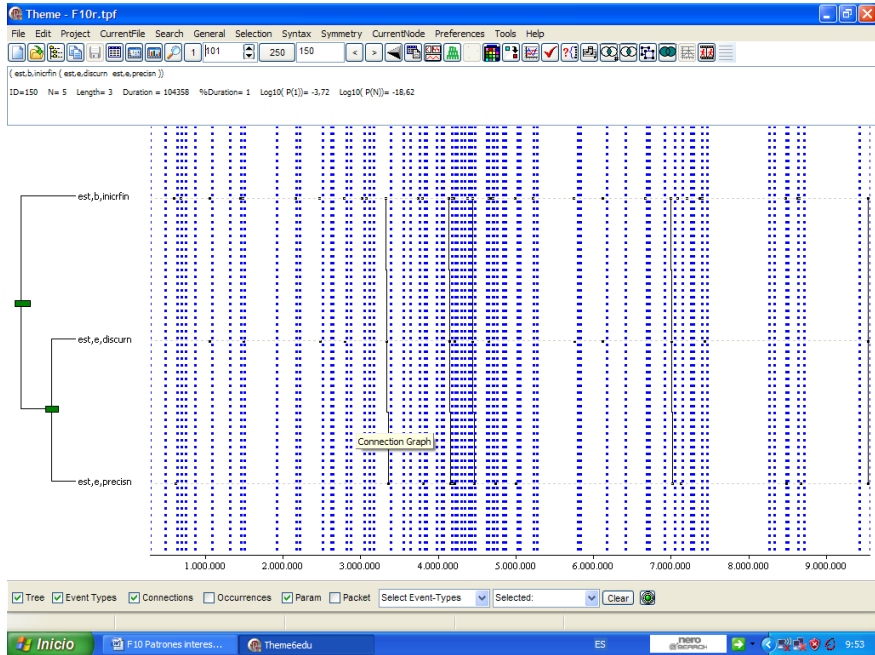 Theme - F10r.tpf
File Edit Project CurrentFile Search General Selection Syntax Symmetry CurrentNode Preferences Tools Help
1 101 250 150 < >
( est,b,inicrfin ( est,e,discurn est,e,precisn ))
ID=150 N= 5 Length= 3 Duration = 104358 %Duration= 1 Log10( P(1))= -3,72 Log10( P(N))= -18,62
est,b,inicrfin
est,e,discurn
Connection Graph
est,e,precisn
1.000.000 2.000.000 3.000.000 4.000.000 5.000.000 6.000.000 7.000.000 8.000.000 9.000.000
Tree Event Types Connections Occurrences Param Packet Select Event-Types Selected: Clear
Inicio F10 Patrones interes... Theme6edu ES nero SEARCH 9:53